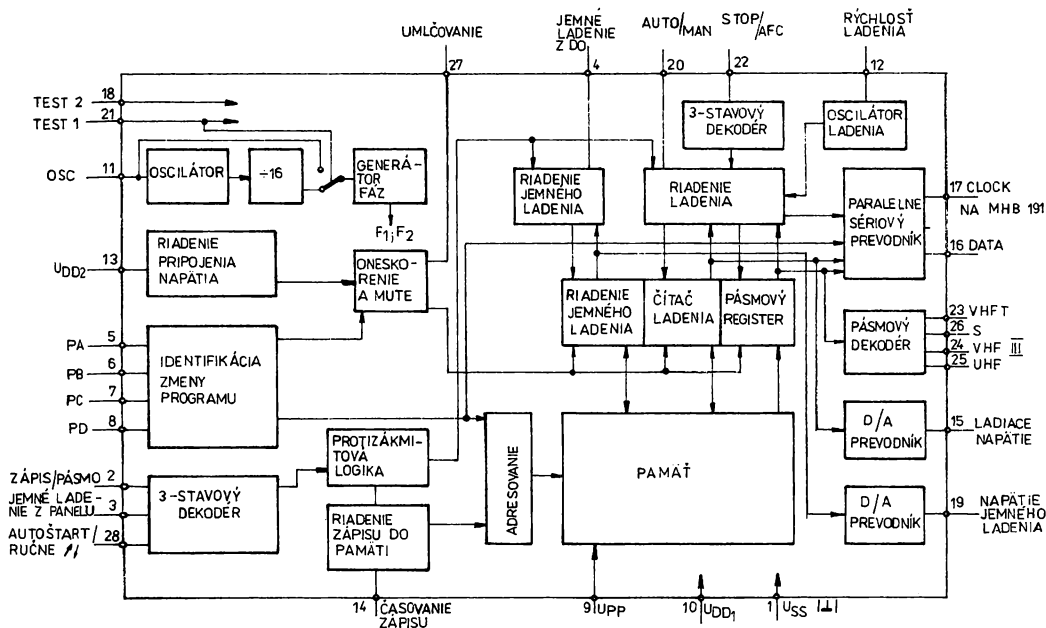 UMLČOVANIE
JEMNÉ
LADENIE
Z DO
AUTO/
MAN
STOP/
AFC
RÝCHLOSŤ
LADENIA
27
4
20
22
12
18
TEST 2
21
TEST 1
11
OSC
OSCILÁTOR
÷16
GENERÁ-
TOR
FÁZ
F1, F2
3-STAVOVÝ
DEKODÉR
OSCILÁTOR
LADENIA
RIADENIE
JEMNÉHO
LADENIA
RIADENIE
LADENIA
PARALELNE
SÉRIOVÝ
PREVODNÍK
17 CLOCK
NA MHB 191
16 DATA
13
UDD2
RIADENIE
PRIPOJENIA
NAPÄTIA
ONESKO-
RENIE
A MUTE
RIADENIE
JEMNÉHO
LADENIA
ČÍTAČ
LADENIA
PÁSMOVÝ
REGISTER
PÁSMOVÝ
DEKODÉR
23 VHFT
26 S
24 VHF III
25 UHF
PA 5
PB 6
PC 7
PD 8
IDENTIFIKÁCIA
ZMENY
PROGRAMU
D/A
PREVODNÍK
15 LADIACE
NAPÄTIE
PROTIZÁKMI-
TOVÁ
LOGIKA
ADRESOVANIE
PAMÄŤ
ZÁPIS/PÁSMO 2
JEMNÉ LADE-
NIE Z PANELU 3
AUTOŠTART/
RUČNE 28
3-STAVOVÝ
DEKODÉR
RIADENIE
ZÁPISU DO
PAMÄTI
D/A
PREVODNÍK
19 NAPÄTIE
JEMNÉHO
LADENIA
14 ČASOVANIE
ZÁPISU
9 UPP
10 UDD1
1 USS